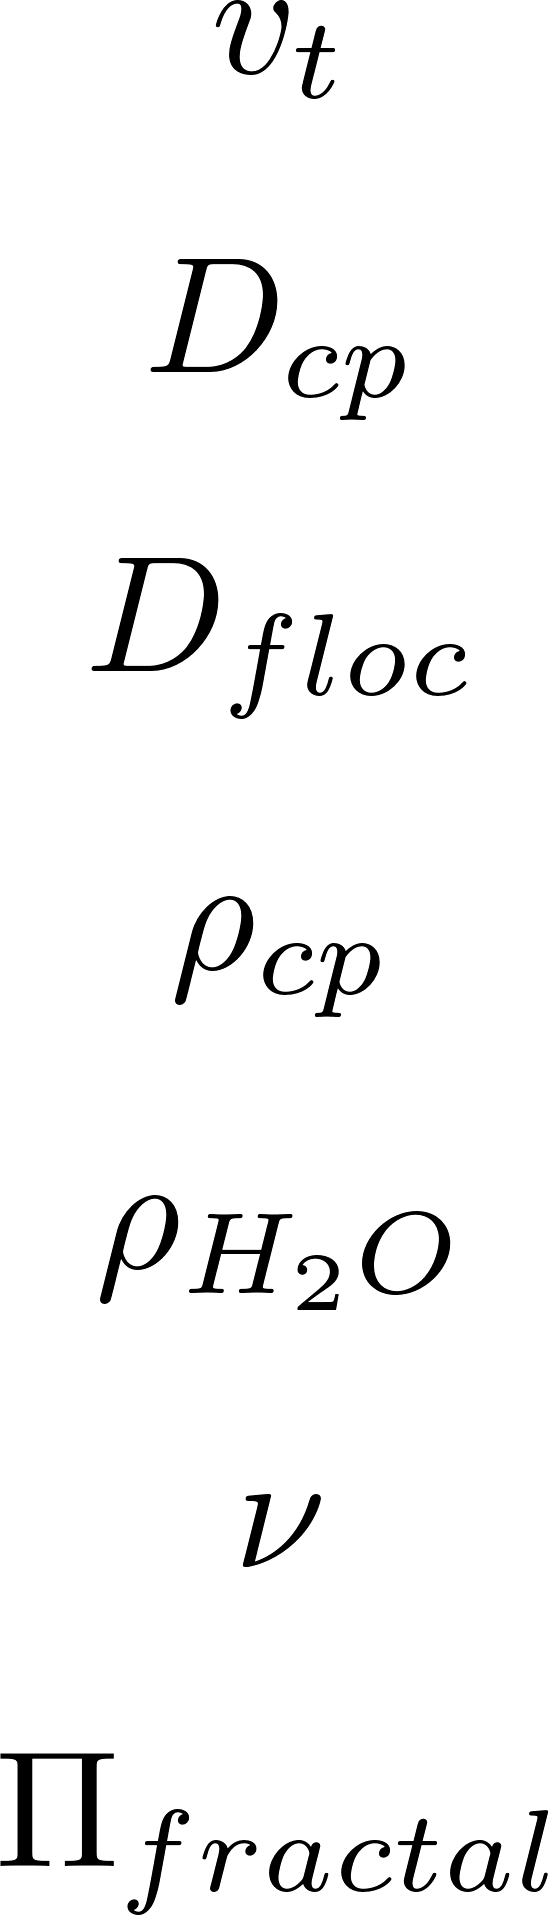 v_t
D_{cp}
D_{floc}
ρ_{cp}
ρ_{H_2O}
ν
Π_{fractal}